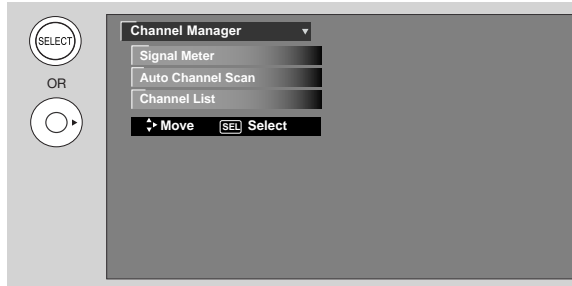 SELECT
OR
Channel Manager
Signal Meter
Auto Channel Scan
Channel List
Move SEL Select